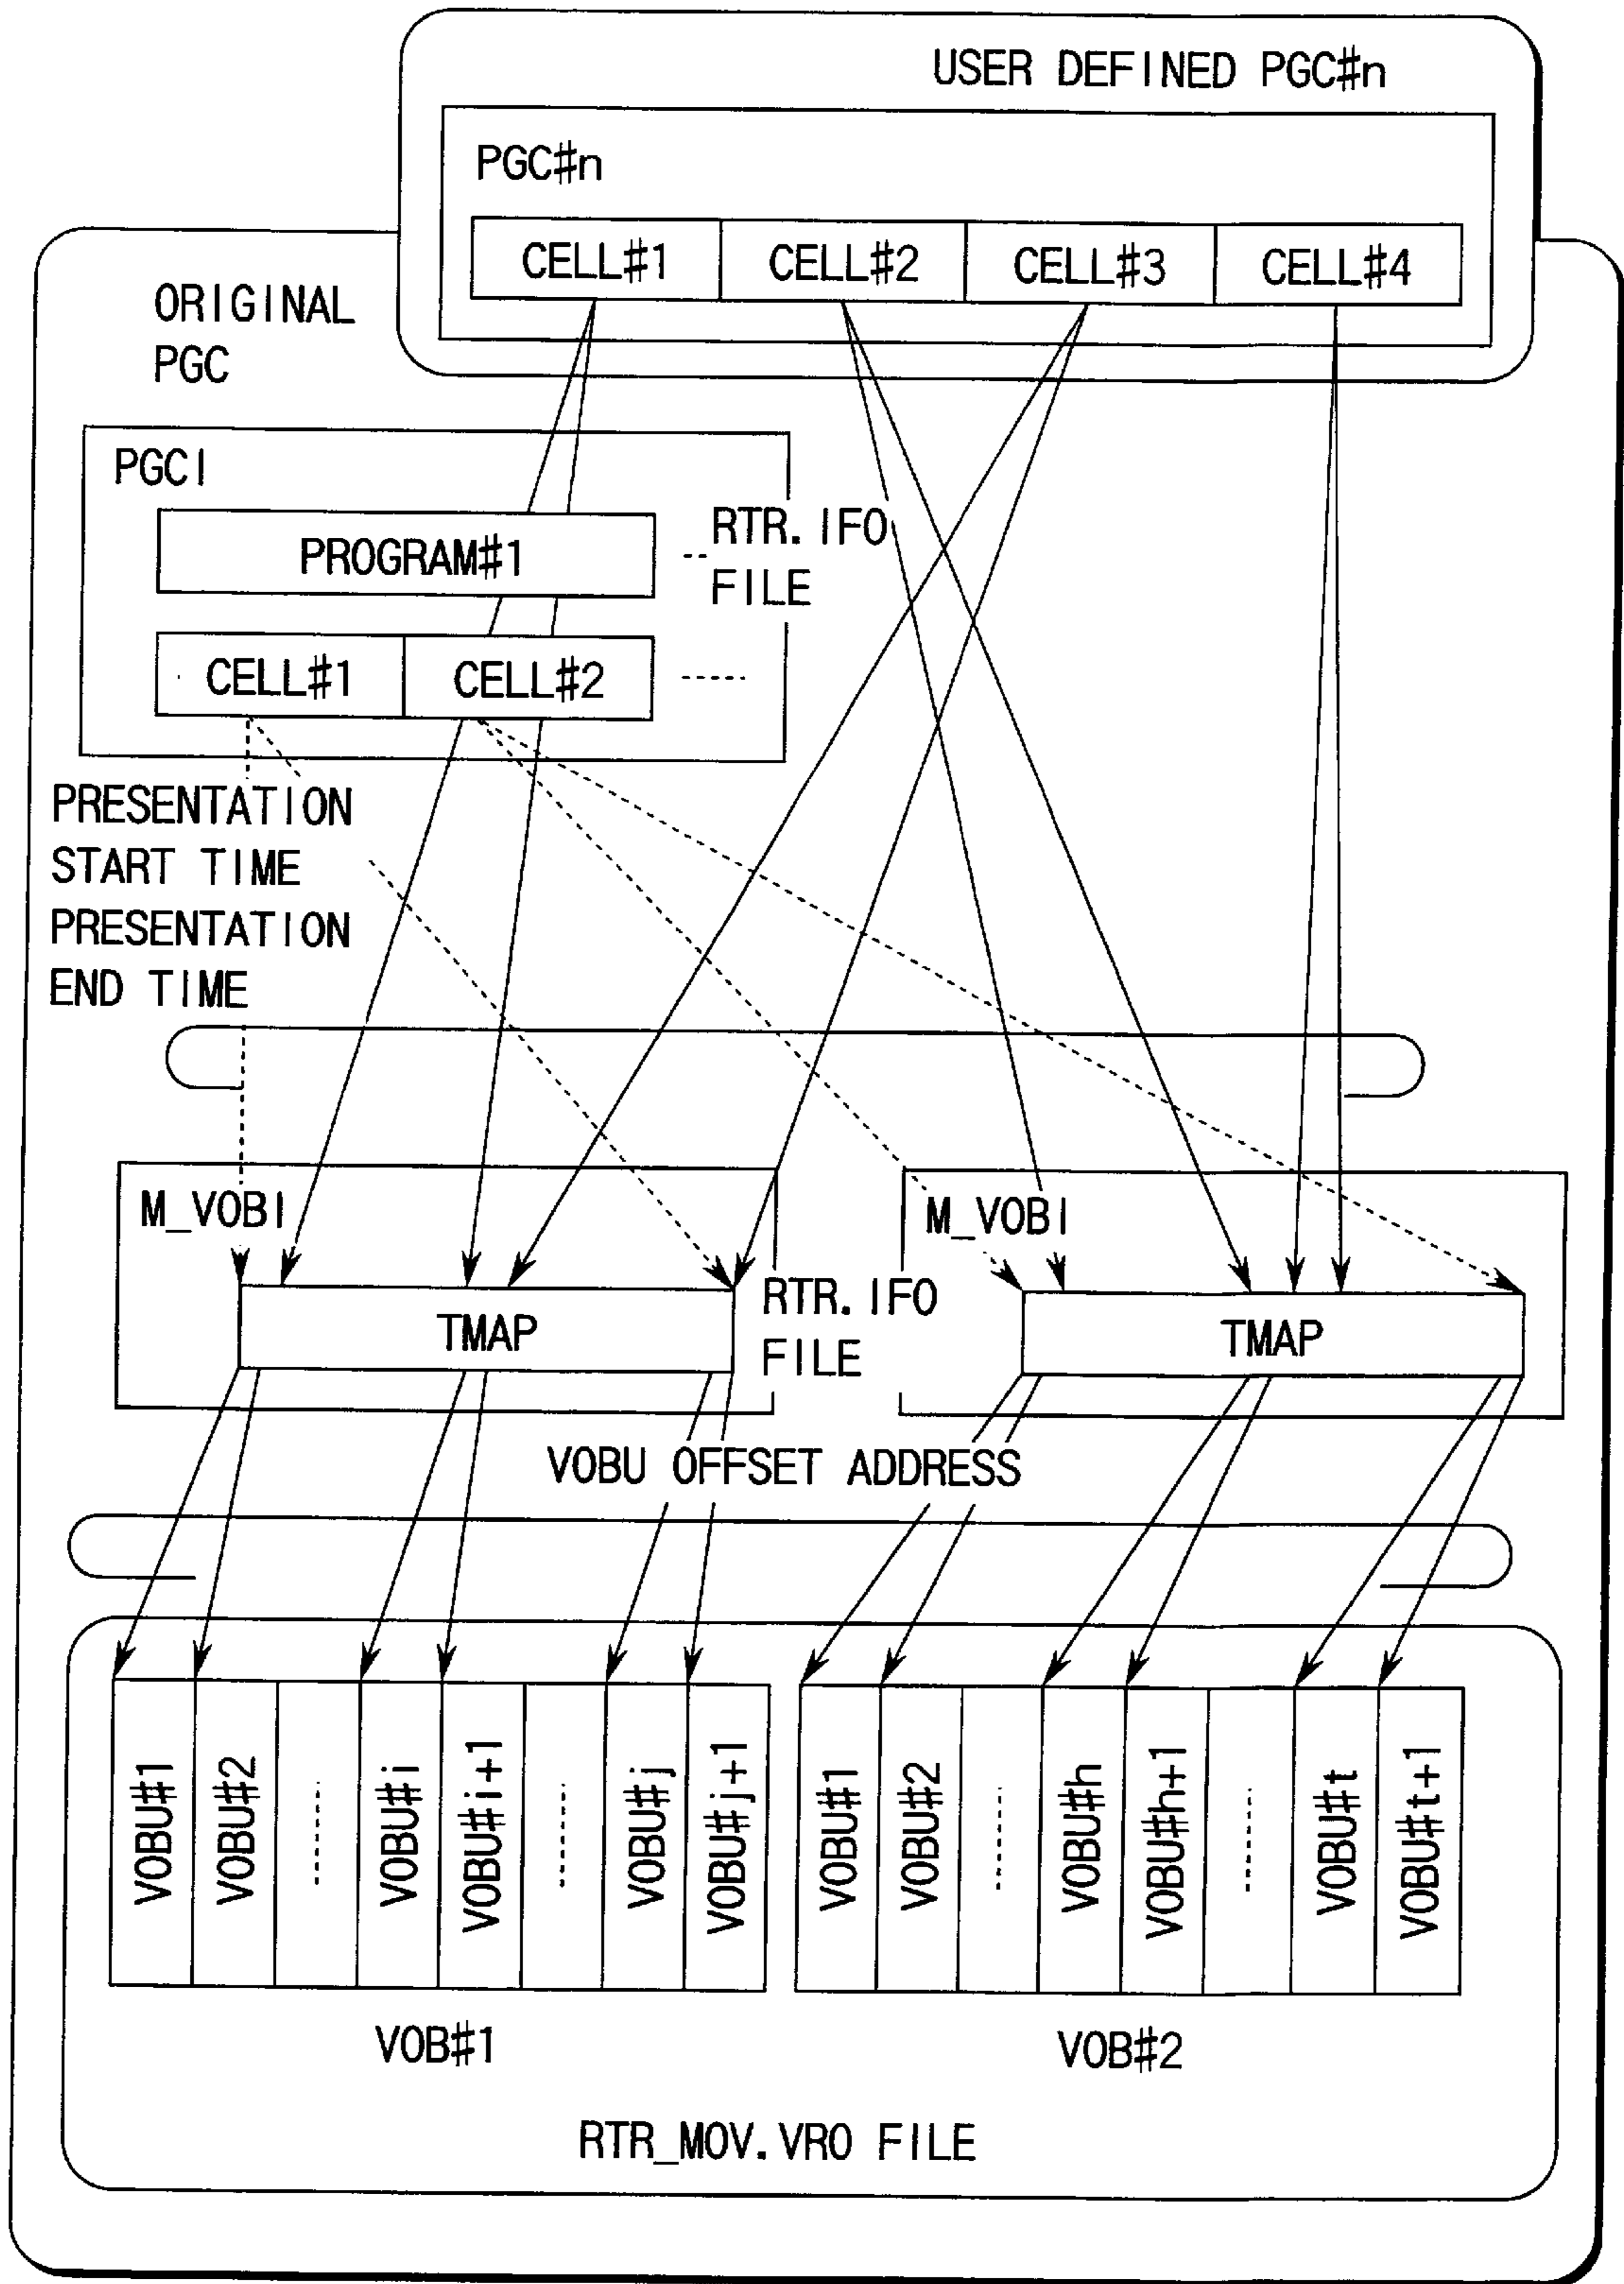 USER DEFINED PGC#n
PGC#n
CELL#1 CELL#2 CELL#3 CELL#4
ORIGINAL
PGC
PGCI
PROGRAM#1
RTR.IFO
FILE
CELL#1 CELL#2
PRESENTATION
START TIME
PRESENTATION
END TIME
M_VOBI
M_VOBI
TMAP
RTR.IFO
FILE
TMAP
VOBU OFFSET ADDRESS
VOBU#1
VOBU#2
VOBU#i
VOBU#i+1
VOBU#j
VOBU#j+1
VOBU#1
VOBU#2
VOBU#h
VOBU#h+1
VOBU#t
VOBU#t+1
VOB#1
VOB#2
RTR_MOV.VRO FILE